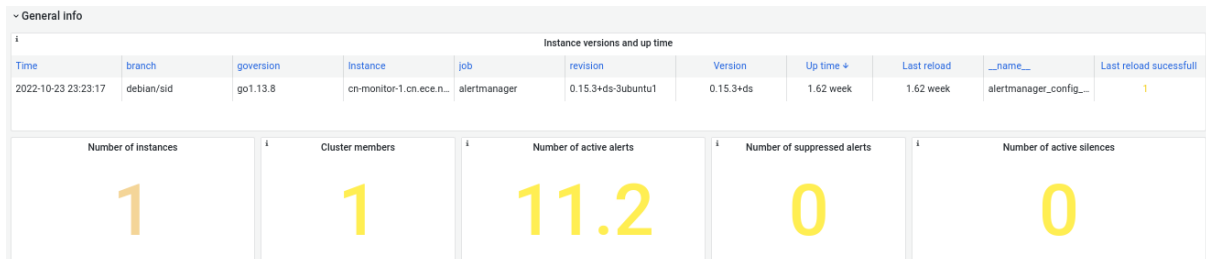 General info
Instance versions and up time
Time branch goversion Instance job revision Version Up time ↓ Last reload __name__ Last reload sucessfull
2022-10-23 23:23:17 debian/sid go1.13.8 cn-monitor-1.cn.ece.n... alertmanager 0.15.3+ds-3ubuntu1 0.15.3+ds 1.62 week 1.62 week alertmanager_config_... 1
Number of instances Cluster members Number of active alerts Number of suppressed alerts Number of active silences
1 1 11.2 0 0